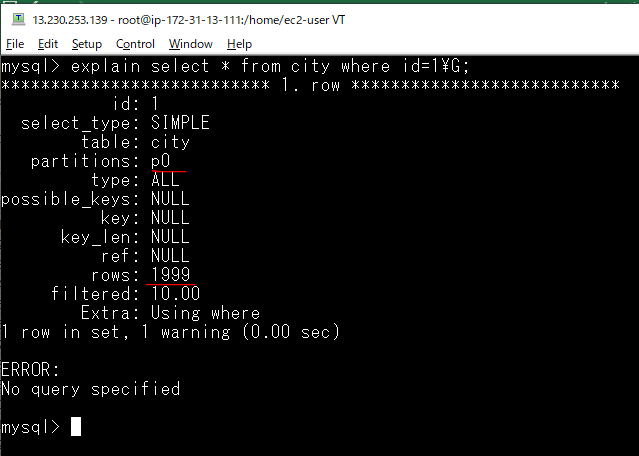 13.230.253.139 - root@ip-172-31-13-111:/home/ec2-user VT
File Edit Setup Control Window Help
mysql> explain select * from city where id=1¥G;
*************************** 1. row ***************************
id: 1
select_type: SIMPLE
table: city
partitions: p0
type: ALL
possible_keys: NULL
key: NULL
key_len: NULL
ref: NULL
rows: 1999
filtered: 10.00
Extra: Using where
1 row in set, 1 warning (0.00 sec)
ERROR:
No query specified
mysql>